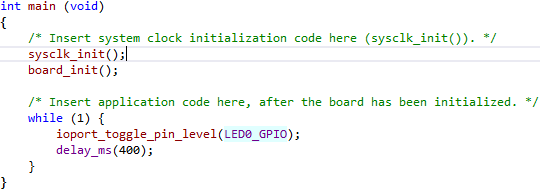 int main (void)
{
    /* Insert system clock initialization code here (sysclk_init()). */
    sysclk_init();
    board_init();

    /* Insert application code here, after the board has been initialized. */
    while (1) {
        ioport_toggle_pin_level(LED0_GPIO);
        delay_ms(400);
    }
}